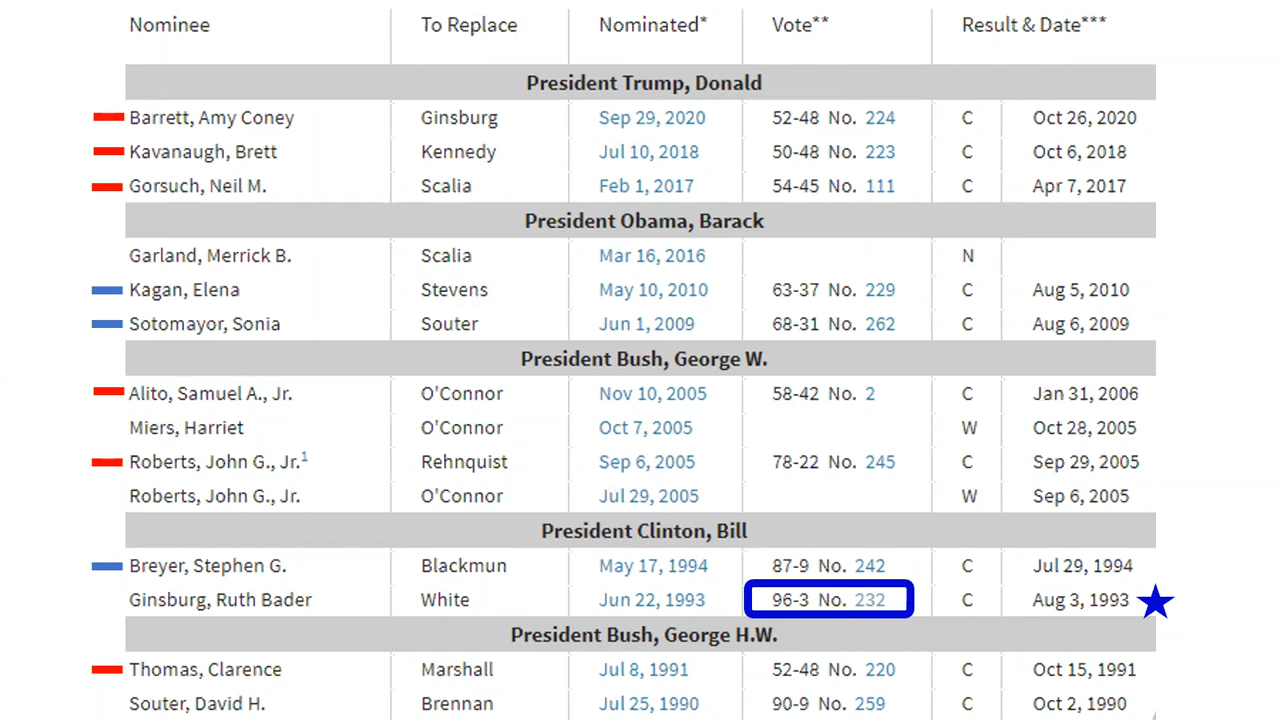 Nominee To Replace Nominated* Vote** Result & Date***
President Trump, Donald
Barrett, Amy Coney Ginsburg Sep 29, 2020 52-48 No. 224 C Oct 26, 2020
Kavanaugh, Brett Kennedy Jul 10, 2018 50-48 No. 223 C Oct 6, 2018
Gorsuch, Neil M. Scalia Feb 1, 2017 54-45 No. 111 C Apr 7, 2017
President Obama, Barack
Garland, Merrick B. Scalia Mar 16, 2016 N
Kagan, Elena Stevens May 10, 2010 63-37 No. 229 C Aug 5, 2010
Sotomayor, Sonia Souter Jun 1, 2009 68-31 No. 262 C Aug 6, 2009
President Bush, George W.
Alito, Samuel A., Jr. O'Connor Nov 10, 2005 58-42 No. 2 C Jan 31, 2006
Miers, Harriet O'Connor Oct 7, 2005 W Oct 28, 2005
Roberts, John G., Jr.1 Rehnquist Sep 6, 2005 78-22 No. 245 C Sep 29, 2005
Roberts, John G., Jr. O'Connor Jul 29, 2005 W Sep 6, 2005
President Clinton, Bill
Breyer, Stephen G. Blackmun May 17, 1994 87-9 No. 242 C Jul 29, 1994
Ginsburg, Ruth Bader White Jun 22, 1993 96-3 No. 232 C Aug 3, 1993
President Bush, George H.W.
Thomas, Clarence Marshall Jul 8, 1991 52-48 No. 220 C Oct 15, 1991
Souter, David H. Brennan Jul 25, 1990 90-9 No. 259 C Oct 2, 1990